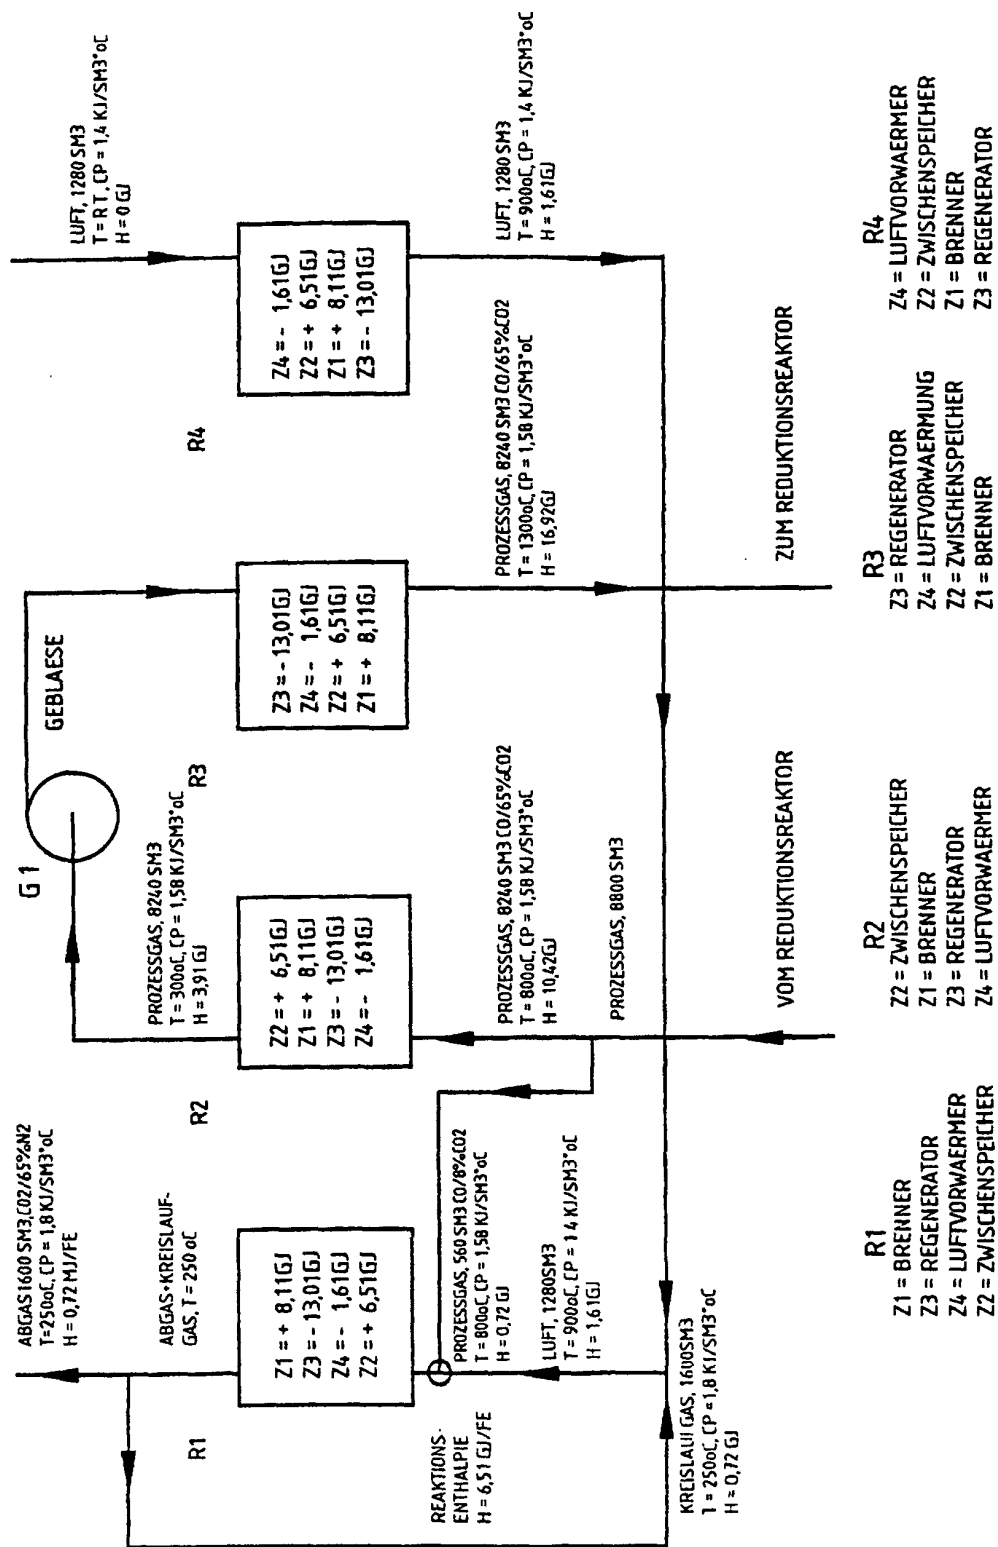 ABGAS 1600 SM3, CO2/65%N2
T=250oC, CP = 1,8 KJ/SM3*oC
H = 0,72 MJ/FE
ABGAS+KREISLAUF-
GAS, T = 250 oC
R1
Z1 = + 8,11GJ
Z3 = - 13,01GJ
Z4 = - 1,61GJ
Z2 = + 6,51GJ
REAKTIONS-
ENTHALPIE
H = 6,51 GJ/FE
PROZESSGAS, 560 SM3 CO/8%CO2
T = 800oC, CP = 1,58 KJ/SM3*oC
H = 0,72 GJ
LUFT, 1280SM3
T = 900oC, CP = 1.4 KJ/SM3*oC
H = 1,61GJ
KREISLAUF GAS, 1600SM3
T = 250oC, CP = 1,8 KJ/SM3*oC
H = 0,72 GJ
G1
GEBLAESE
PROZESSGAS, 8240 SM3
T = 300oC, CP = 1,58 KJ/SM3*oC
H = 3,91GJ
R2
Z2 = + 6,51GJ
Z1 = + 8,11GJ
Z3 = - 13,01GJ
Z4 = - 1,61GJ
PROZESSGAS, 8240 SM3 CO/65%CO2
T = 800oC, CP = 1,58 KJ/SM3*oC
H = 10,42GJ
PROZESSGAS, 8800 SM3
VOM REDUKTIONSREAKTOR
R3
Z3 = - 13,01GJ
Z4 = - 1,61GJ
Z2 = + 6,51GJ
Z1 = + 8,11GJ
PROZESSGAS, 8240 SM3 CO/65%CO2
T = 1300oC, CP = 1,58 KJ/SM3*oC
H = 16,92GJ
ZUM REDUKTIONSREAKTOR
LUFT, 1280 SM3
T = RT, CP = 1,4 KJ/SM3*oC
H = 0 GJ
R4
Z4 = - 1,61GJ
Z2 = + 6,51GJ
Z1 = + 8,11GJ
Z3 = - 13,01GJ
LUFT, 1280 SM3
T = 900oC, CP = 1,4 KJ/SM3*oC
H = 1,61GJ
R1
Z1 = BRENNER
Z3 = REGENERATOR
Z4 = LUFTVORWAERMER
Z2 = ZWISCHENSPEICHER
R2
Z2 = ZWISCHENSPEICHER
Z1 = BRENNER
Z3 = REGENERATOR
Z4 = LUFTVORWAERMER
R3
Z3 = REGENERATOR
Z4 = LUFTVORWAERMUNG
Z2 = ZWISCHENSPEICHER
Z1 = BRENNER
R4
Z4 = LUFTVORWAERMER
Z2 = ZWISCHENSPEICHER
Z1 = BRENNER
Z3 = REGENERATOR